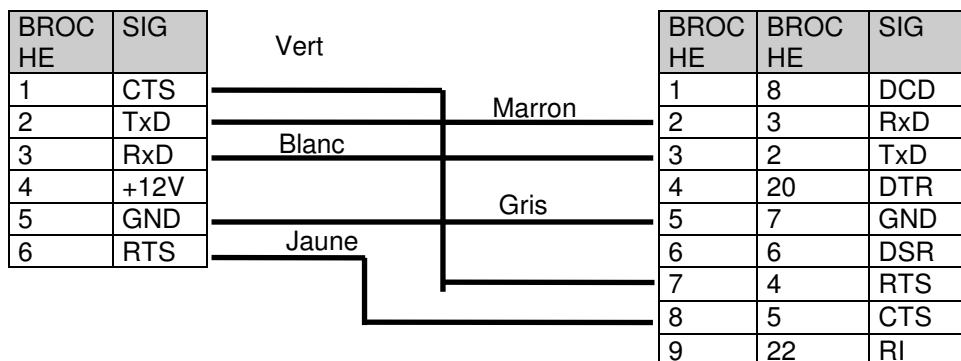 BROC SIG
HE
1 CTS
2 TxD
3 RxD
4 +12V
5 GND
6 RTS
Vert
Marron
Blanc
Gris
Jaune
BROC BROC SIG
HE HE
1 8 DCD
2 3 RxD
3 2 TxD
4 20 DTR
5 7 GND
6 6 DSR
7 4 RTS
8 5 CTS
9 22 RI